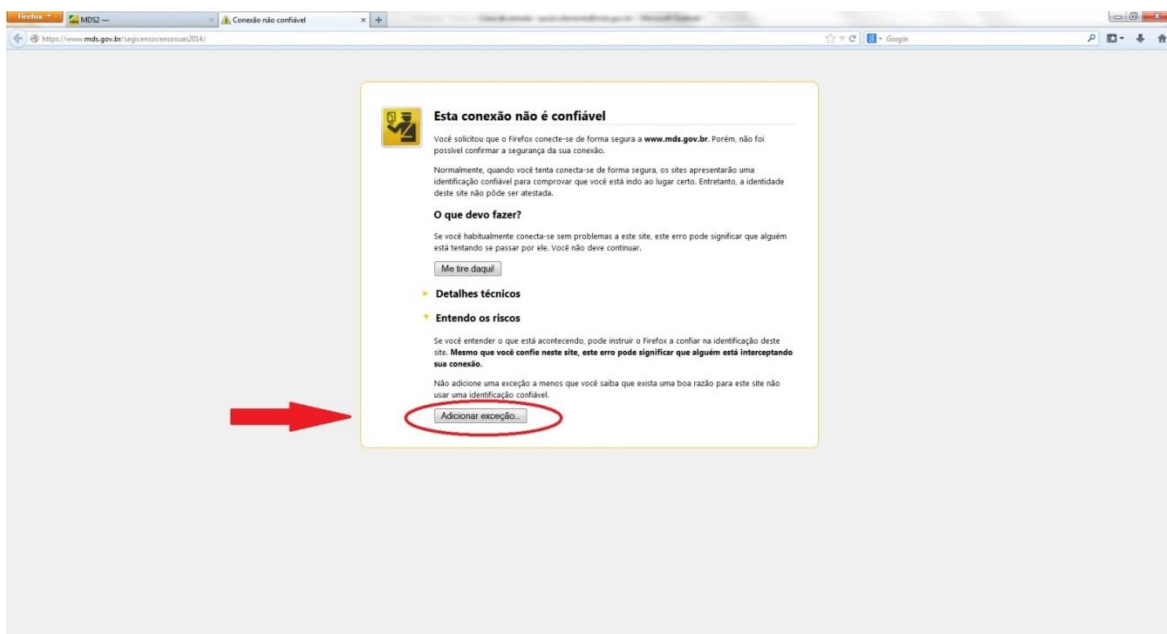 Firefox
MDS2 —
Conexão não confiável
https://www.mds.gov.br/sagicensocensosuas2014/
Google
Esta conexão não é confiável
Você solicitou que o Firefox conecte-se de forma segura a www.mds.gov.br. Porém, não foi
possível confirmar a segurança da sua conexão.
Normalmente, quando você tenta conecta-se de forma segura, os sites apresentarão uma
identificação confiável para comprovar que você está indo ao lugar certo. Entretanto, a identidade
deste site não pôde ser atestada.
O que devo fazer?
Se você habitualmente conecta-se sem problemas a este site, este erro pode significar que alguém
está tentando se passar por ele. Você não deve continuar.
Me tire daqui!
Detalhes técnicos
Entendo os riscos
Se você entender o que está acontecendo, pode instruir o Firefox a confiar na identificação deste
site. Mesmo que você confie neste site, este erro pode significar que alguém está interceptando
sua conexão.
Não adicione uma exceção a menos que você saiba que exista uma boa razão para este site não
usar uma identificação confiável.
Adicionar exceção...